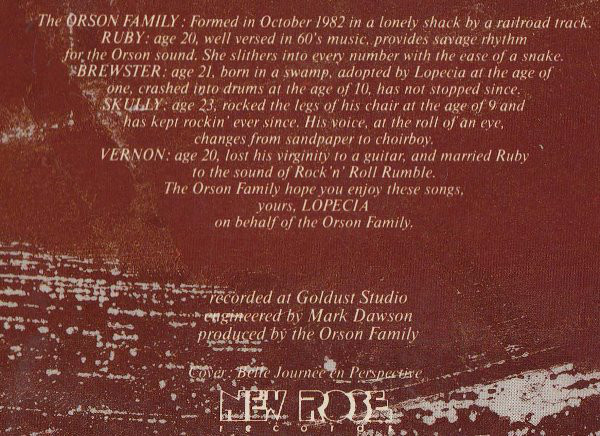 The ORSON FAMILY: Formed in October 1982 in a lonely shack by a railroad track.
RUBY: age 20, well versed in 60's music, provides savage rhythm
for the Orson sound. She slithers into every number with the ease of a snake.
BREWSTER: age 21, born in a swamp, adopted by Lopecia at the age of
one, crashed into drums at the age of 10, has not stopped since.
SKULLY: age 23, rocked the legs of his chair at the age of 9 and
has kept rockin' ever since. His voice, at the roll of an eye,
changes from sandpaper to choirboy.
VERNON: age 20, lost his virginity to a guitar, and married Ruby
to the sound of Rock'n' Roll Rumble.
The Orson Family hope you enjoy these songs,
yours, LOPECIA
on behalf of the Orson Family.
recorded at Goldust Studio
engineered by Mark Dawson
produced by the Orson Family
Cover: Belle Journée en Perspective
NEW ROSE
records